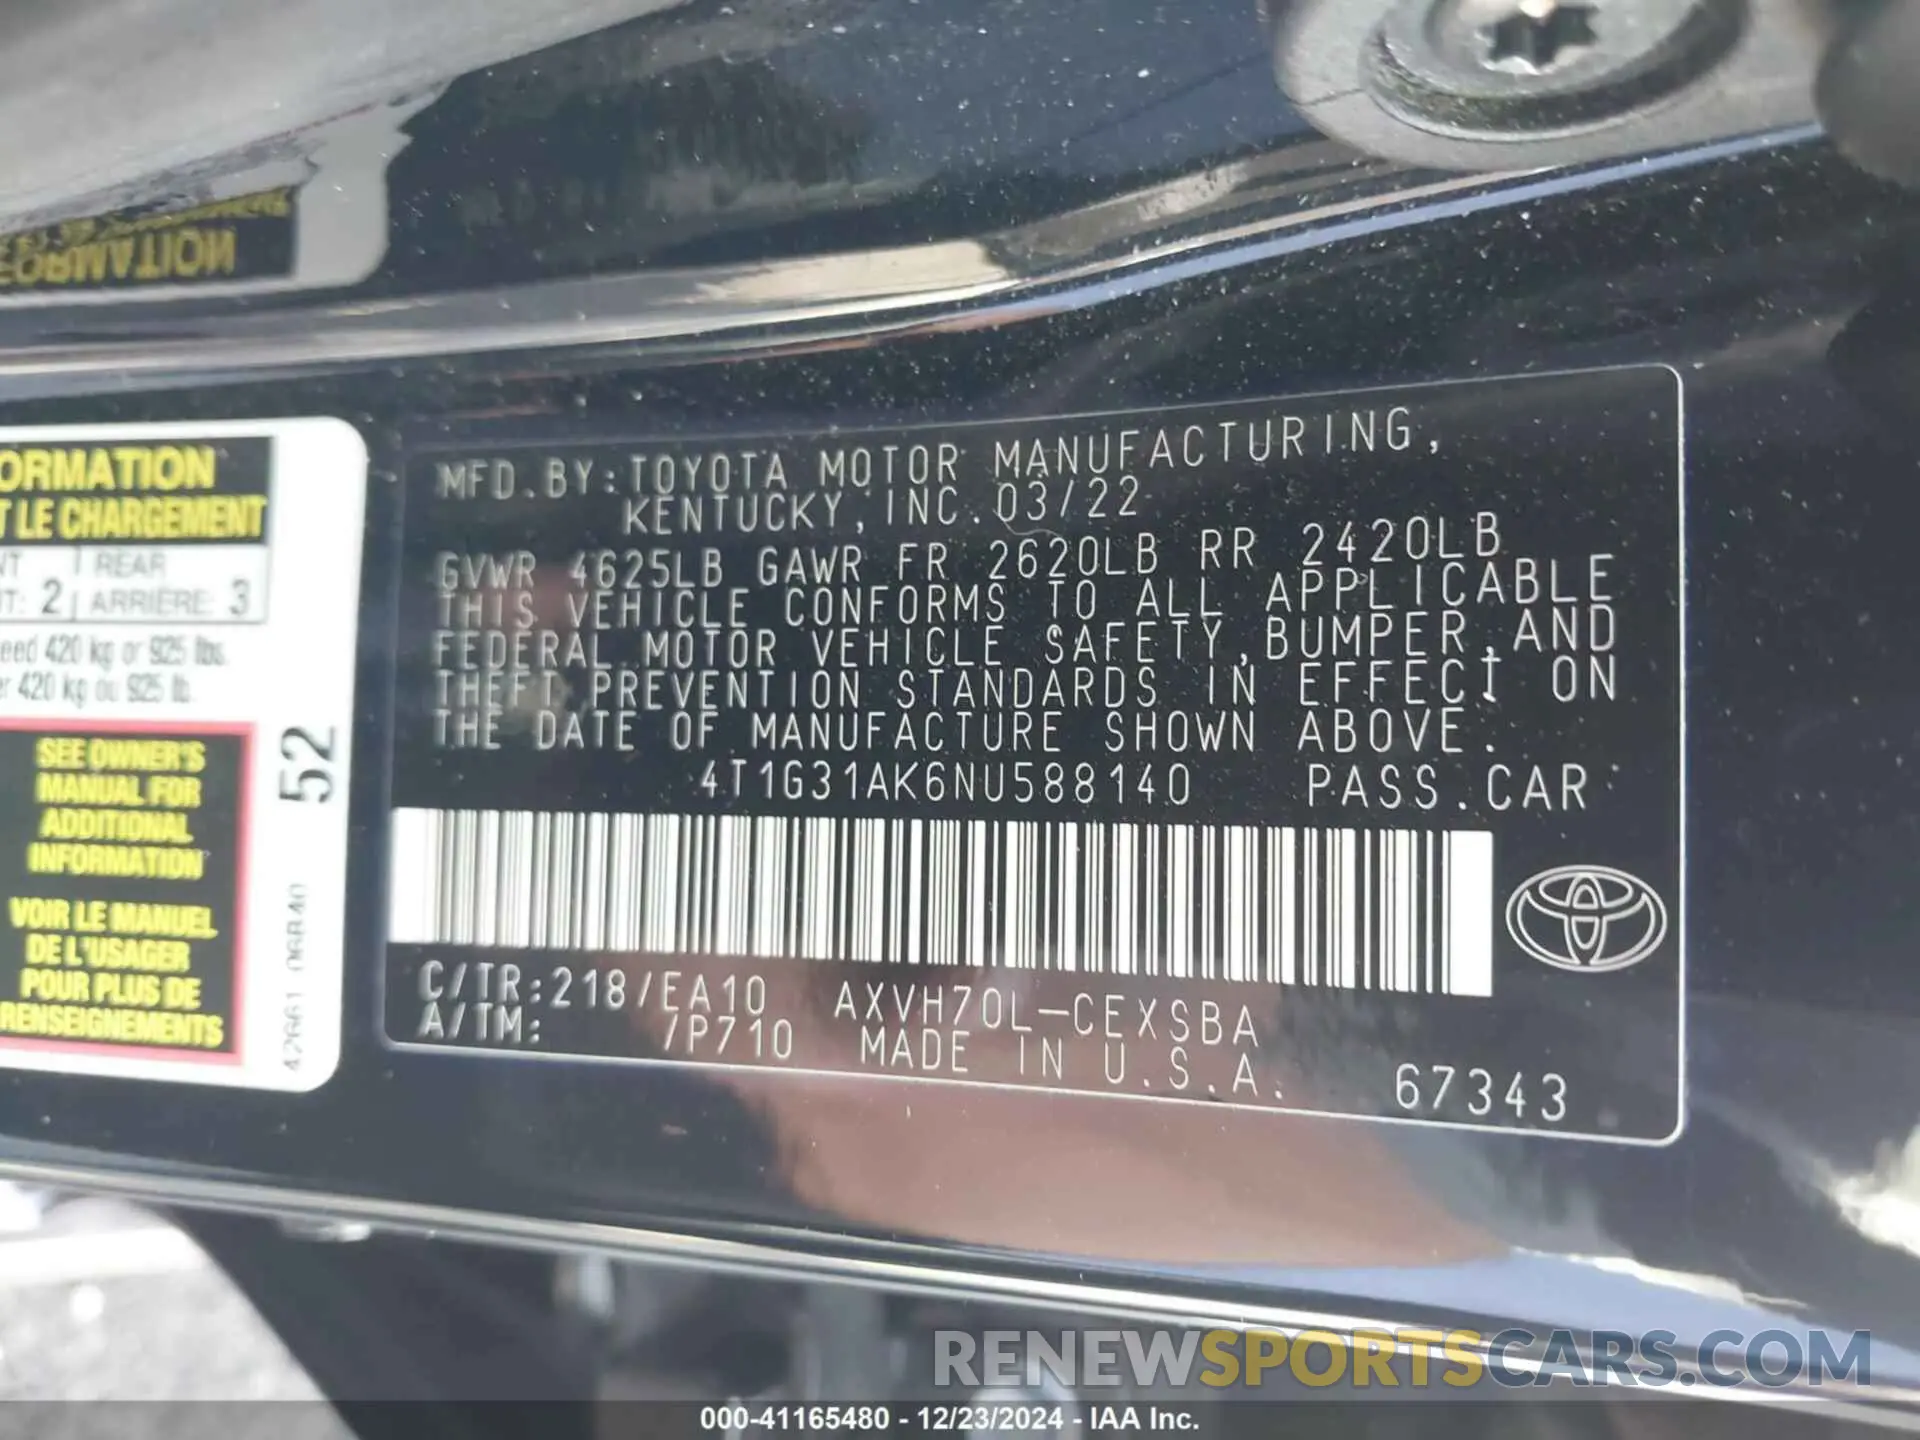 ORMATION
T LE CHARGEMENT
REAR
2 ARRIÈRE: 3
eed 420 kg or 925 lbs.
er 420 kg ou 925 lb.
SEE OWNER'S
MANUAL FOR
ADDITIONAL
INFORMATION
VOIR LE MANUEL
DE L'USAGER
POUR PLUS DE
RENSEIGNEMENTS
52
42661 06B40
MFD.BY:TOYOTA MOTOR MANUFACTURING,
KENTUCKY, INC. 03/22
GVWR 4625LB GAWR FR 2620LB RR 2420LB
THIS VEHICLE CONFORMS TO ALL APPLICABLE
FEDERAL MOTOR VEHICLE SAFETY, BUMPER, AND
THEFT PREVENTION STANDARDS IN EFFECT ON
THE DATE OF MANUFACTURE SHOWN ABOVE.
4T1G31AK6NU588140 PASS.CAR
C/TR:218/EA10 AXVH70L-CEXSBA
A/TM: /P710 MADE IN U.S.A.
67343
RENEWSPORTSCARS.COM
000-41165480 - 12/23/2024 - IAA Inc.